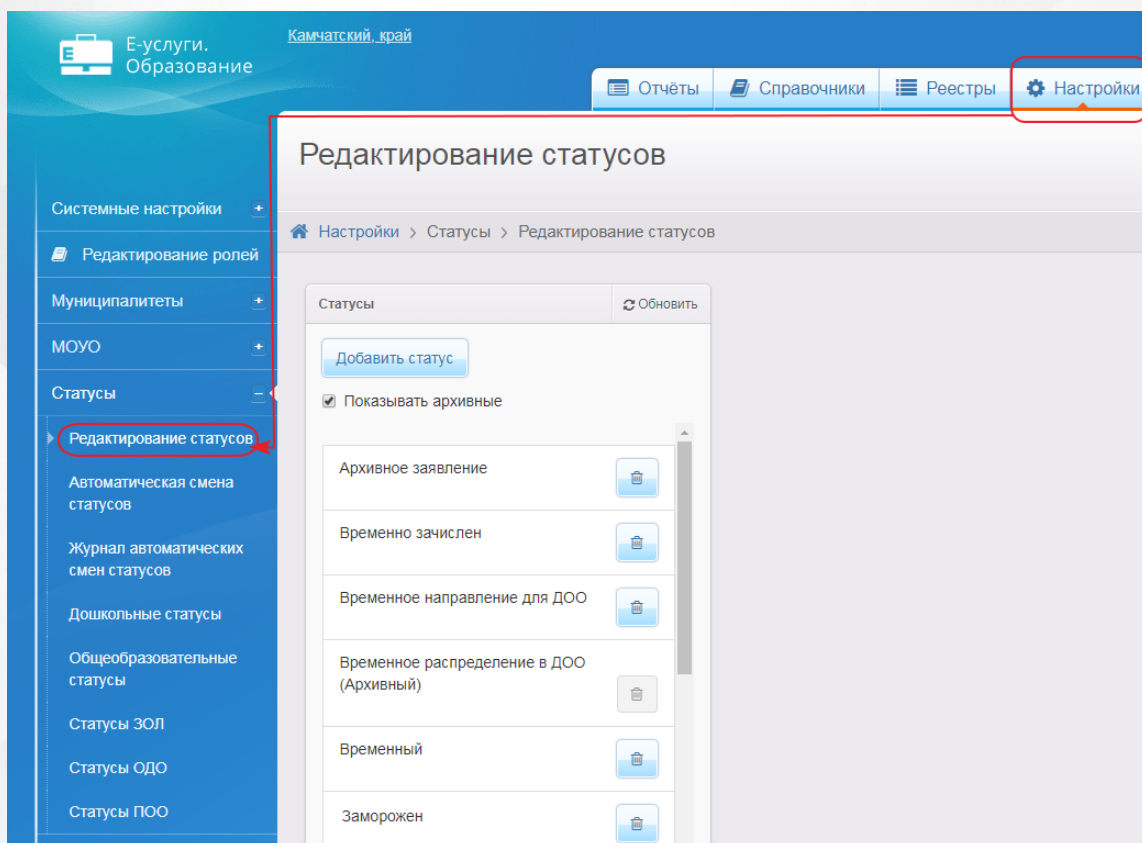 Е-услуги.
Образование
Камчатский, край
Отчёты
Справочники
Реестры
Настройки
Редактирование статусов
Настройки > Статусы > Редактирование статусов
Системные настройки
Редактирование ролей
Муниципалитеты
МОУО
Статусы
Редактирование статусов
Автоматическая смена
статусов
Журнал автоматических
смен статусов
Дошкольные статусы
Общеобразовательные
статусы
Статусы ЗОЛ
Статусы ОДО
Статусы ПОО
Статусы
Обновить
Добавить статус
Показывать архивные
Архивное заявление
Временно зачислен
Временное направление для ДОО
Временное распределение в ДОО
(Архивный)
Временный
Заморожен